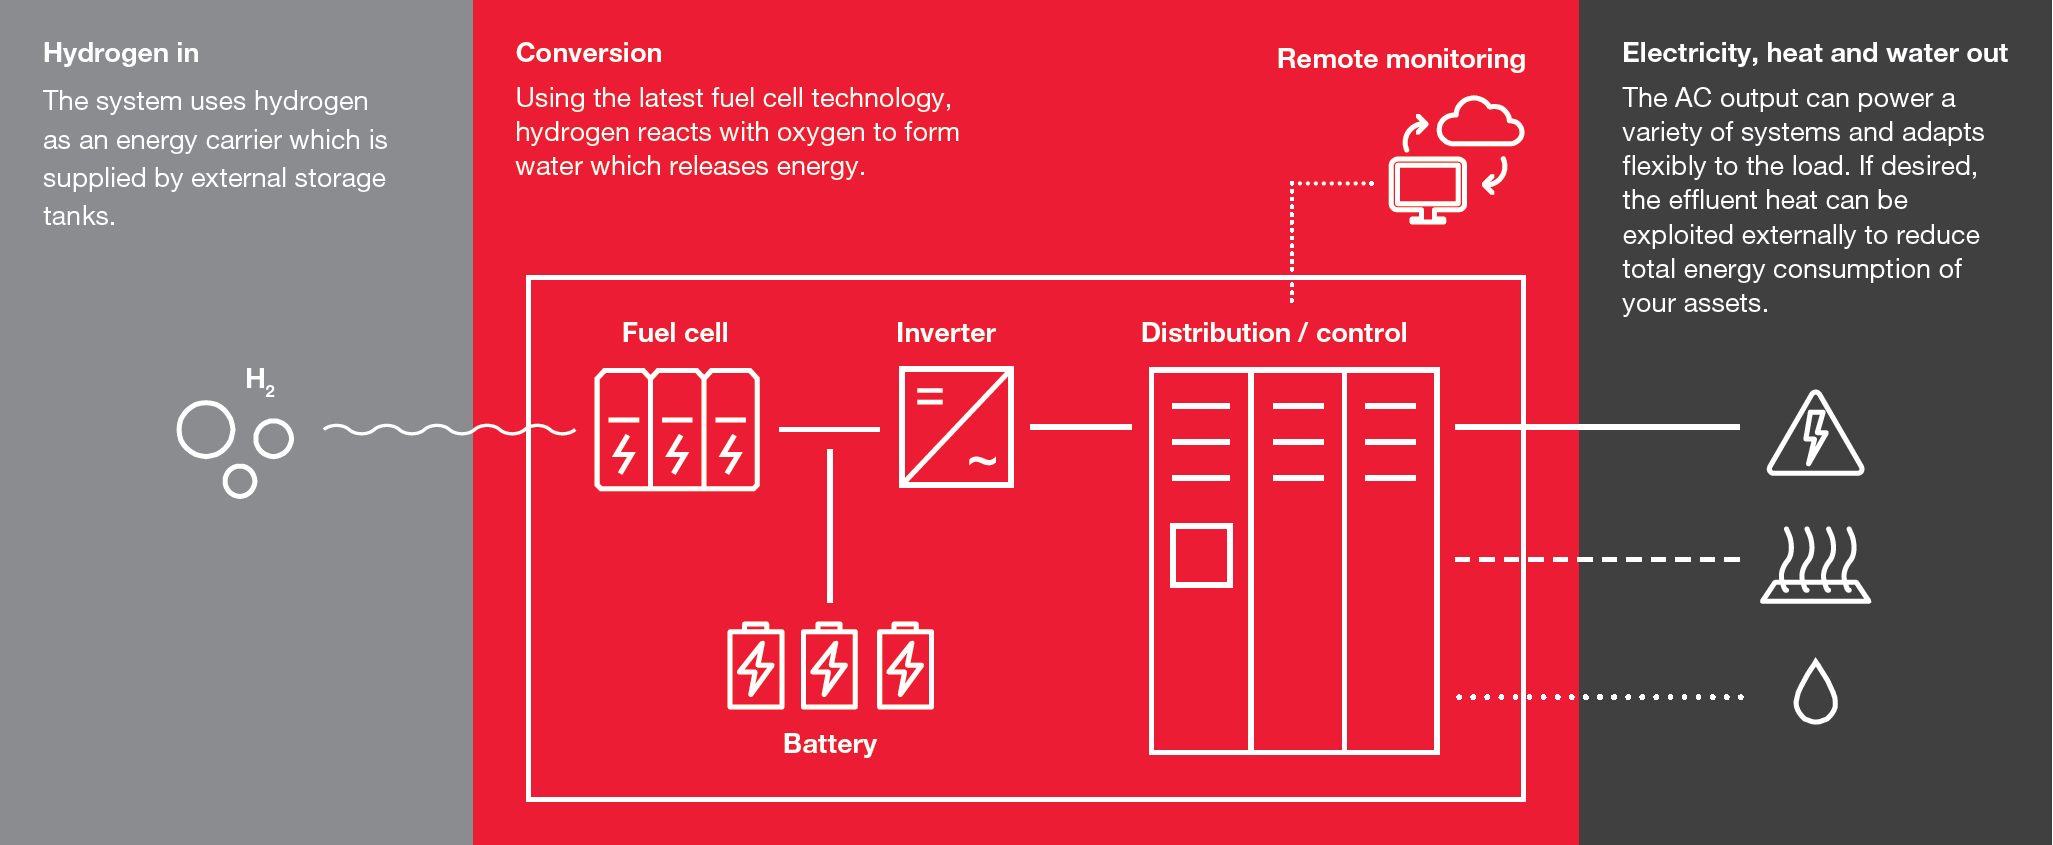 Hydrogen in
The system uses hydrogen
as an energy carrier which is
supplied by external storage
tanks.
H₂
Conversion
Using the latest fuel cell technology,
hydrogen reacts with oxygen to form
water which releases energy.
Remote monitoring
Fuel cell
Inverter
Distribution / control
Battery
Electricity, heat and water out
The AC output can power a
variety of systems and adapts
flexibly to the load. If desired,
the effluent heat can be
exploited externally to reduce
total energy consumption of
your assets.